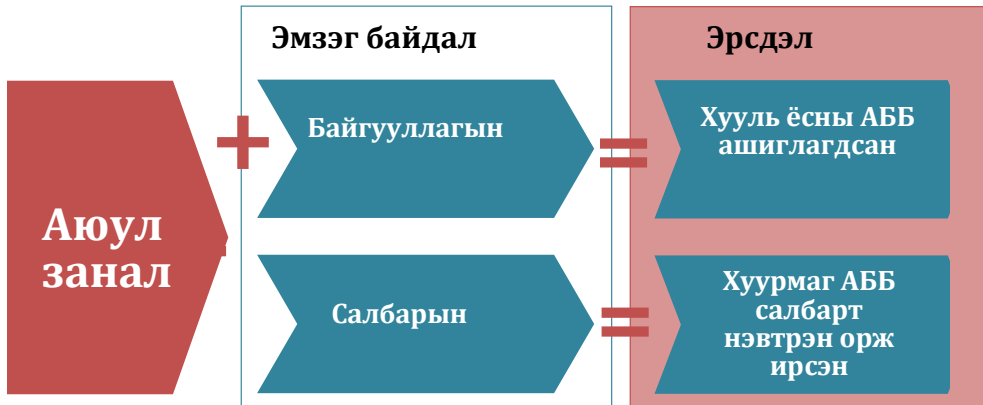 Эмзэг байдал
Эрсдэл
Аюул
занал
+
Байгууллагын
=
Хууль ёсны АББ
ашиглагдсан
Салбарын
=
Хуурмаг АББ
салбарт
нэвтрэн орж
ирсэн